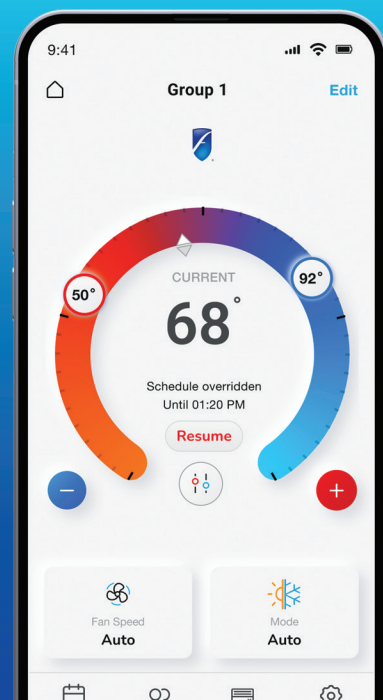 9:41
Group 1
Edit
50°
92°
CURRENT
68°
Schedule overridden
Until 01:20 PM
Resume
−
+
Fan Speed
Auto
Mode
Auto